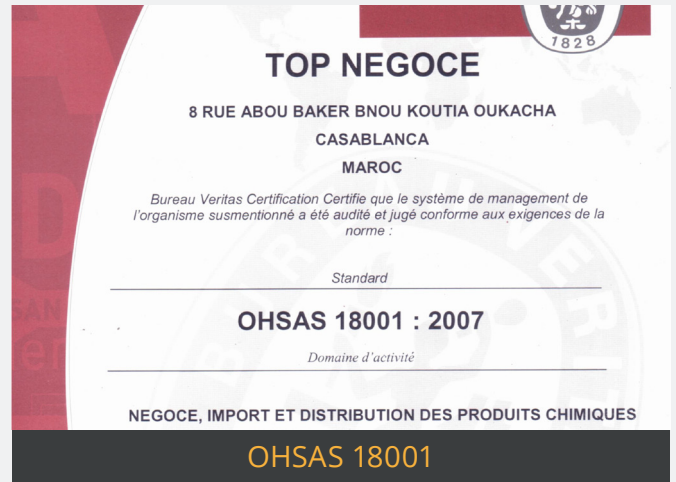 1828
TOP NEGOCE
8 RUE ABOU BAKER BNOU KOUTIA OUKACHA
CASABLANCA
MAROC
Bureau Veritas Certification Certifie que le système de management de
l'organisme susmentionné a été audité et jugé conforme aux exigences de la
norme :
Standard
OHSAS 18001 : 2007
Domaine d'activité
NEGOCE, IMPORT ET DISTRIBUTION DES PRODUITS CHIMIQUES
OHSAS 18001